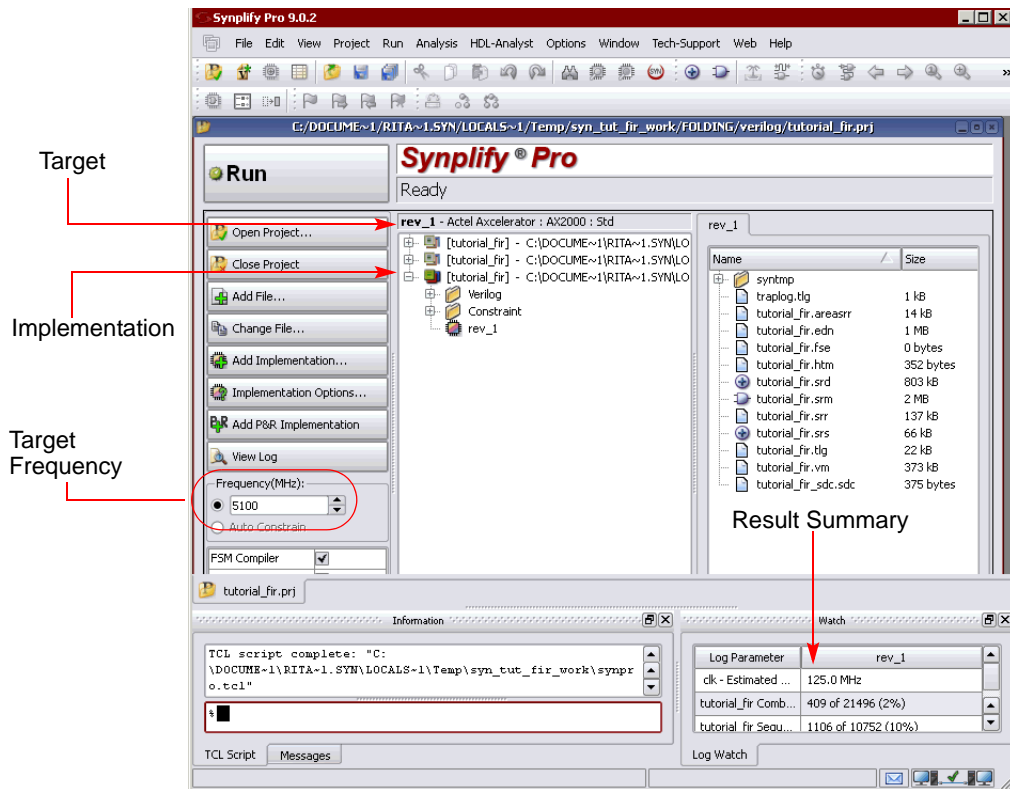 Synplify Pro 9.0.2
File Edit View Project Run Analysis HDL-Analyst Options Window Tech-Support Web Help
SYN
»
C:/DOCUME~1/RITA~1.SYN/LOCALS~1/Temp/syn_tut_fir_work/FOLDING/verilog/tutorial_fir.prj
Target
Implementation
Target
Frequency
Run
Synplify ® Pro
Ready
Open Project...
Close Project
Add File...
Change File...
Add Implementation...
Implementation Options...
Add P&R Implementation
View Log
Frequency(MHz):
5100
Auto Constrain
FSM Compiler
rev_1 - Actel Axcelerator : AX2000 : Std
[tutorial_fir] - C:\DOCUME~1\RITA~1.SYN\LO
[tutorial_fir] - C:\DOCUME~1\RITA~1.SYN\LO
[tutorial_fir] - C:\DOCUME~1\RITA~1.SYN\LO
Verilog
Constraint
rev_1
rev_1
Name Size
syntmp
traplog.tlg 1 kB
tutorial_fir.areasrr 14 kB
tutorial_fir.edn 1 MB
tutorial_fir.fse 0 bytes
tutorial_fir.htm 352 bytes
tutorial_fir.srd 803 kB
tutorial_fir.srm 2 MB
tutorial_fir.srr 137 kB
tutorial_fir.srs 66 kB
tutorial_fir.tlg 22 kB
tutorial_fir.vm 373 kB
tutorial_fir_sdc.sdc 375 bytes
Result Summary
tutorial_fir.prj
Information
TCL script complete: "C:
\DOCUME~1\RITA~1.SYN\LOCALS~1\Temp\syn_tut_fir_work\synpr
o.tcl"
%
TCL Script Messages
Watch
Log Parameter rev_1
clk - Estimated ... 125.0 MHz
tutorial_fir Comb... 409 of 21496 (2%)
tutorial_fir Sequ... 1106 of 10752 (10%)
Log Watch